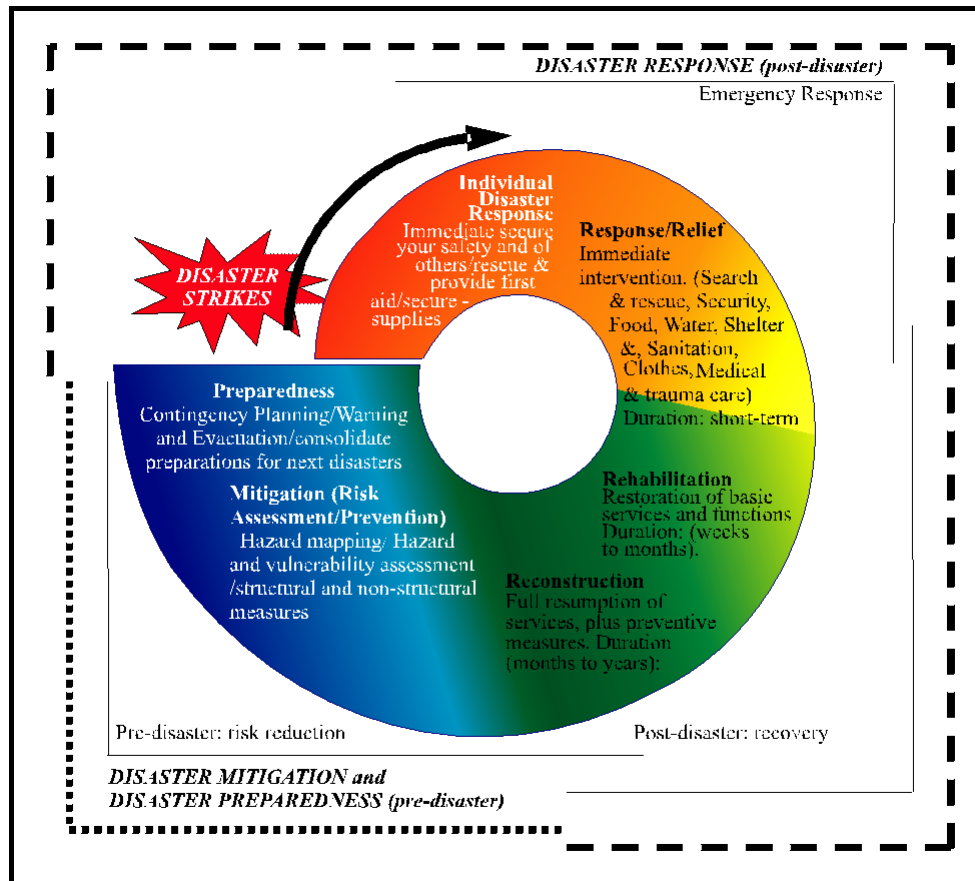 DISASTER RESPONSE (post-disaster)
Emergency Response
DISASTER
STRIKES
Individual
Disaster
Response
Immediate secure
your safety and of
others/rescue &
provide first
aid/secure -
supplies
Response/Relief
Immediate
intervention. (Search
& rescue, Security,
Food, Water, Shelter
&, Sanitation,
Clothes, Medical
& trauma care)
Duration: short-term
Rehabilitation
Restoration of basic
services and functions
Duration: (weeks
to months).
Reconstruction
Full resumption of
services, plus preventive
measures. Duration
(months to years):
Preparedness
Contingency Planning/Warning
and Evacuation/consolidate
preparations for next disasters
Mitigation (Risk
Assessment/Prevention)
Hazard mapping/ Hazard
and vulnerability assessment
/structural and non-structural
measures
Pre-disaster: risk reduction
Post-disaster: recovery
DISASTER MITIGATION and
DISASTER PREPAREDNESS (pre-disaster)